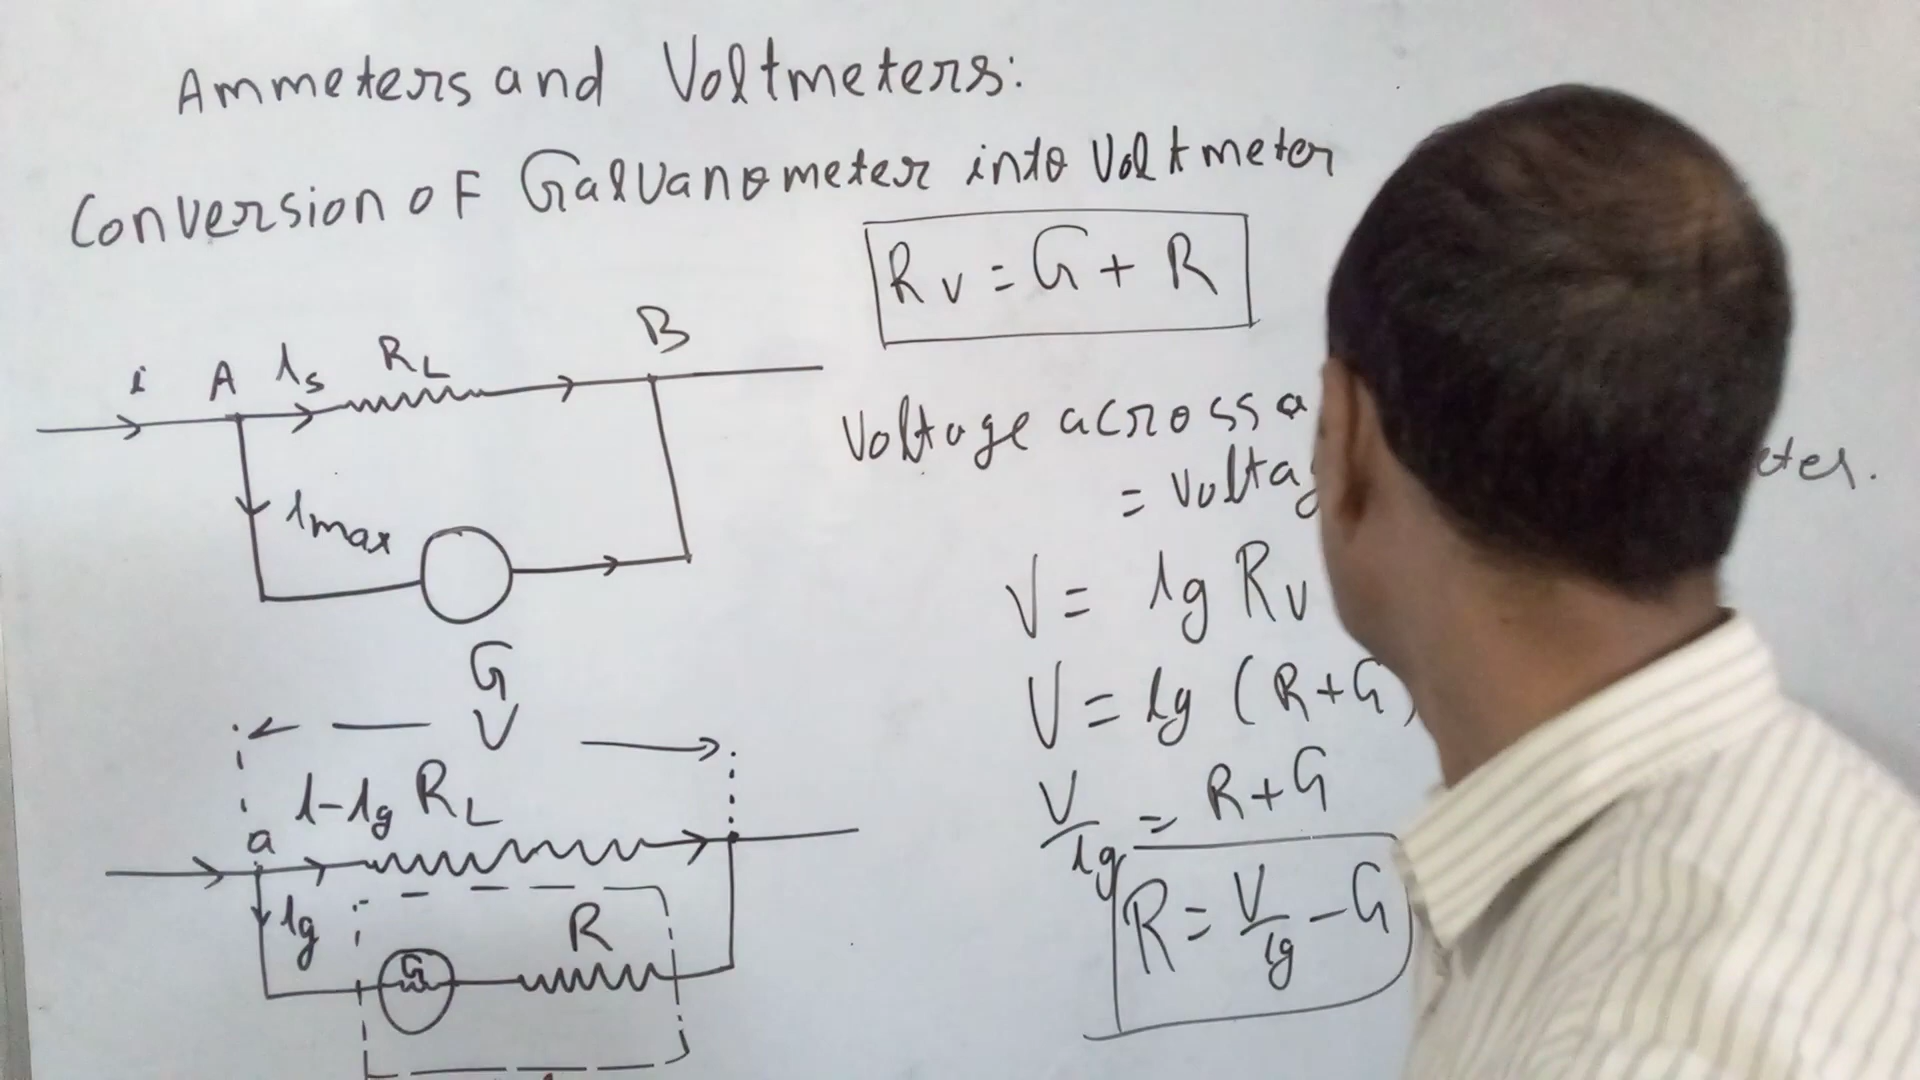 Ammeters and Voltmeters:
Conversion of Galvanometer into Voltmeter
Rv = G + R
i A is RL B
imax
G
V
i-ig RL
a
ig
G R
Voltage across a
= volta
V = ig Rv
V = ig (R+G)
V/ig = R+G
R = V/ig - G